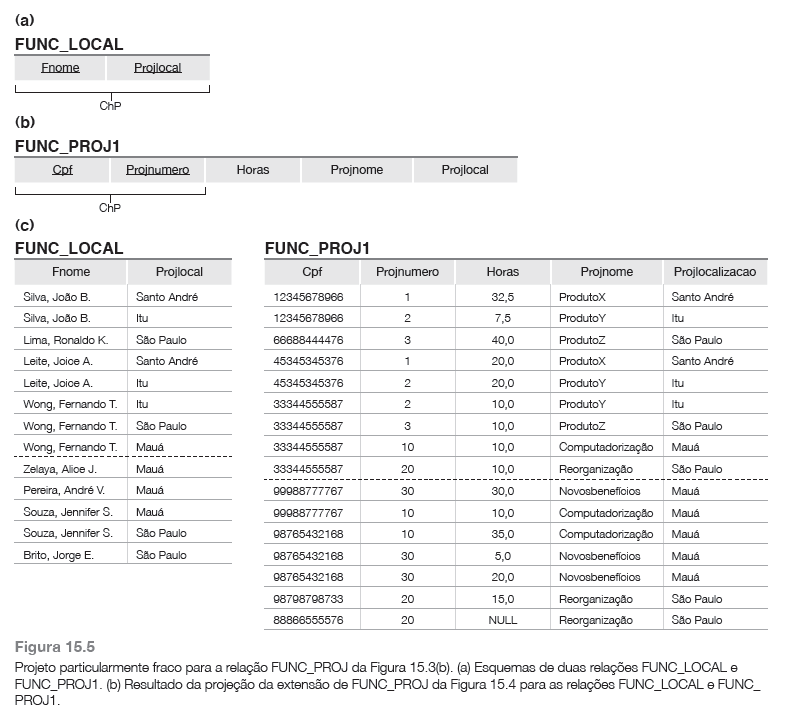 (a)
FUNC_LOCAL
Fnome Projlocal
ChP
(b)
FUNC_PROJ1
Cpf Projnumero Horas Projnome Projlocal
ChP
(c)
FUNC_LOCAL
Fnome Projlocal
Silva, João B. Santo André
Silva, João B. Itu
Lima, Ronaldo K. São Paulo
Leite, Joice A. Santo André
Leite, Joice A. Itu
Wong, Fernando T. Itu
Wong, Fernando T. São Paulo
Wong, Fernando T. Mauá
Zelaya, Alice J. Mauá
Pereira, André V. Mauá
Souza, Jennifer S. Mauá
Souza, Jennifer S. São Paulo
Brito, Jorge E. São Paulo
FUNC_PROJ1
Cpf Projnumero Horas Projnome Projlocalizacao
12345678966 1 32,5 ProdutoX Santo André
12345678966 2 7,5 ProdutoY Itu
66688444476 3 40,0 ProdutoZ São Paulo
45345345376 1 20,0 ProdutoX Santo André
45345345376 2 20,0 ProdutoY Itu
33344555587 2 10,0 ProdutoY Itu
33344555587 3 10,0 ProdutoZ São Paulo
33344555587 10 10,0 Computadorização Mauá
33344555587 20 10,0 Reorganização São Paulo
99988777767 30 30,0 Novosbenefícios Mauá
99988777767 10 10,0 Computadorização Mauá
98765432168 10 35,0 Computadorização Mauá
98765432168 30 5,0 Novosbenefícios Mauá
98765432168 30 20,0 Novosbenefícios Mauá
98798798733 20 15,0 Reorganização São Paulo
88866555576 20 NULL Reorganização São Paulo
Figura 15.5
Projeto particularmente fraco para a relação FUNC_PROJ da Figura 15.3(b). (a) Esquemas de duas relações FUNC_LOCAL e
FUNC_PROJ1. (b) Resultado da projeção da extensão de FUNC_PROJ da Figura 15.4 para as relações FUNC_LOCAL e FUNC_
PROJ1.